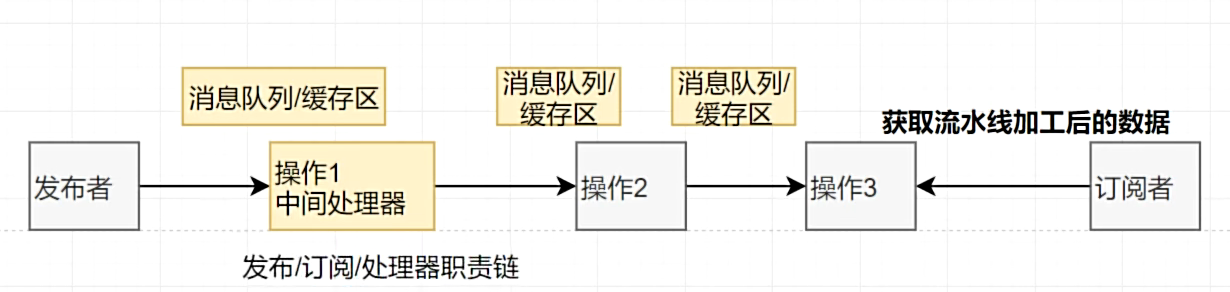 消息队列/缓存区
消息队列/
缓存区
消息队列/
缓存区
获取流水线加工后的数据
发布者
操作1
中间处理器
操作2
操作3
订阅者
发布/订阅/处理器职责链